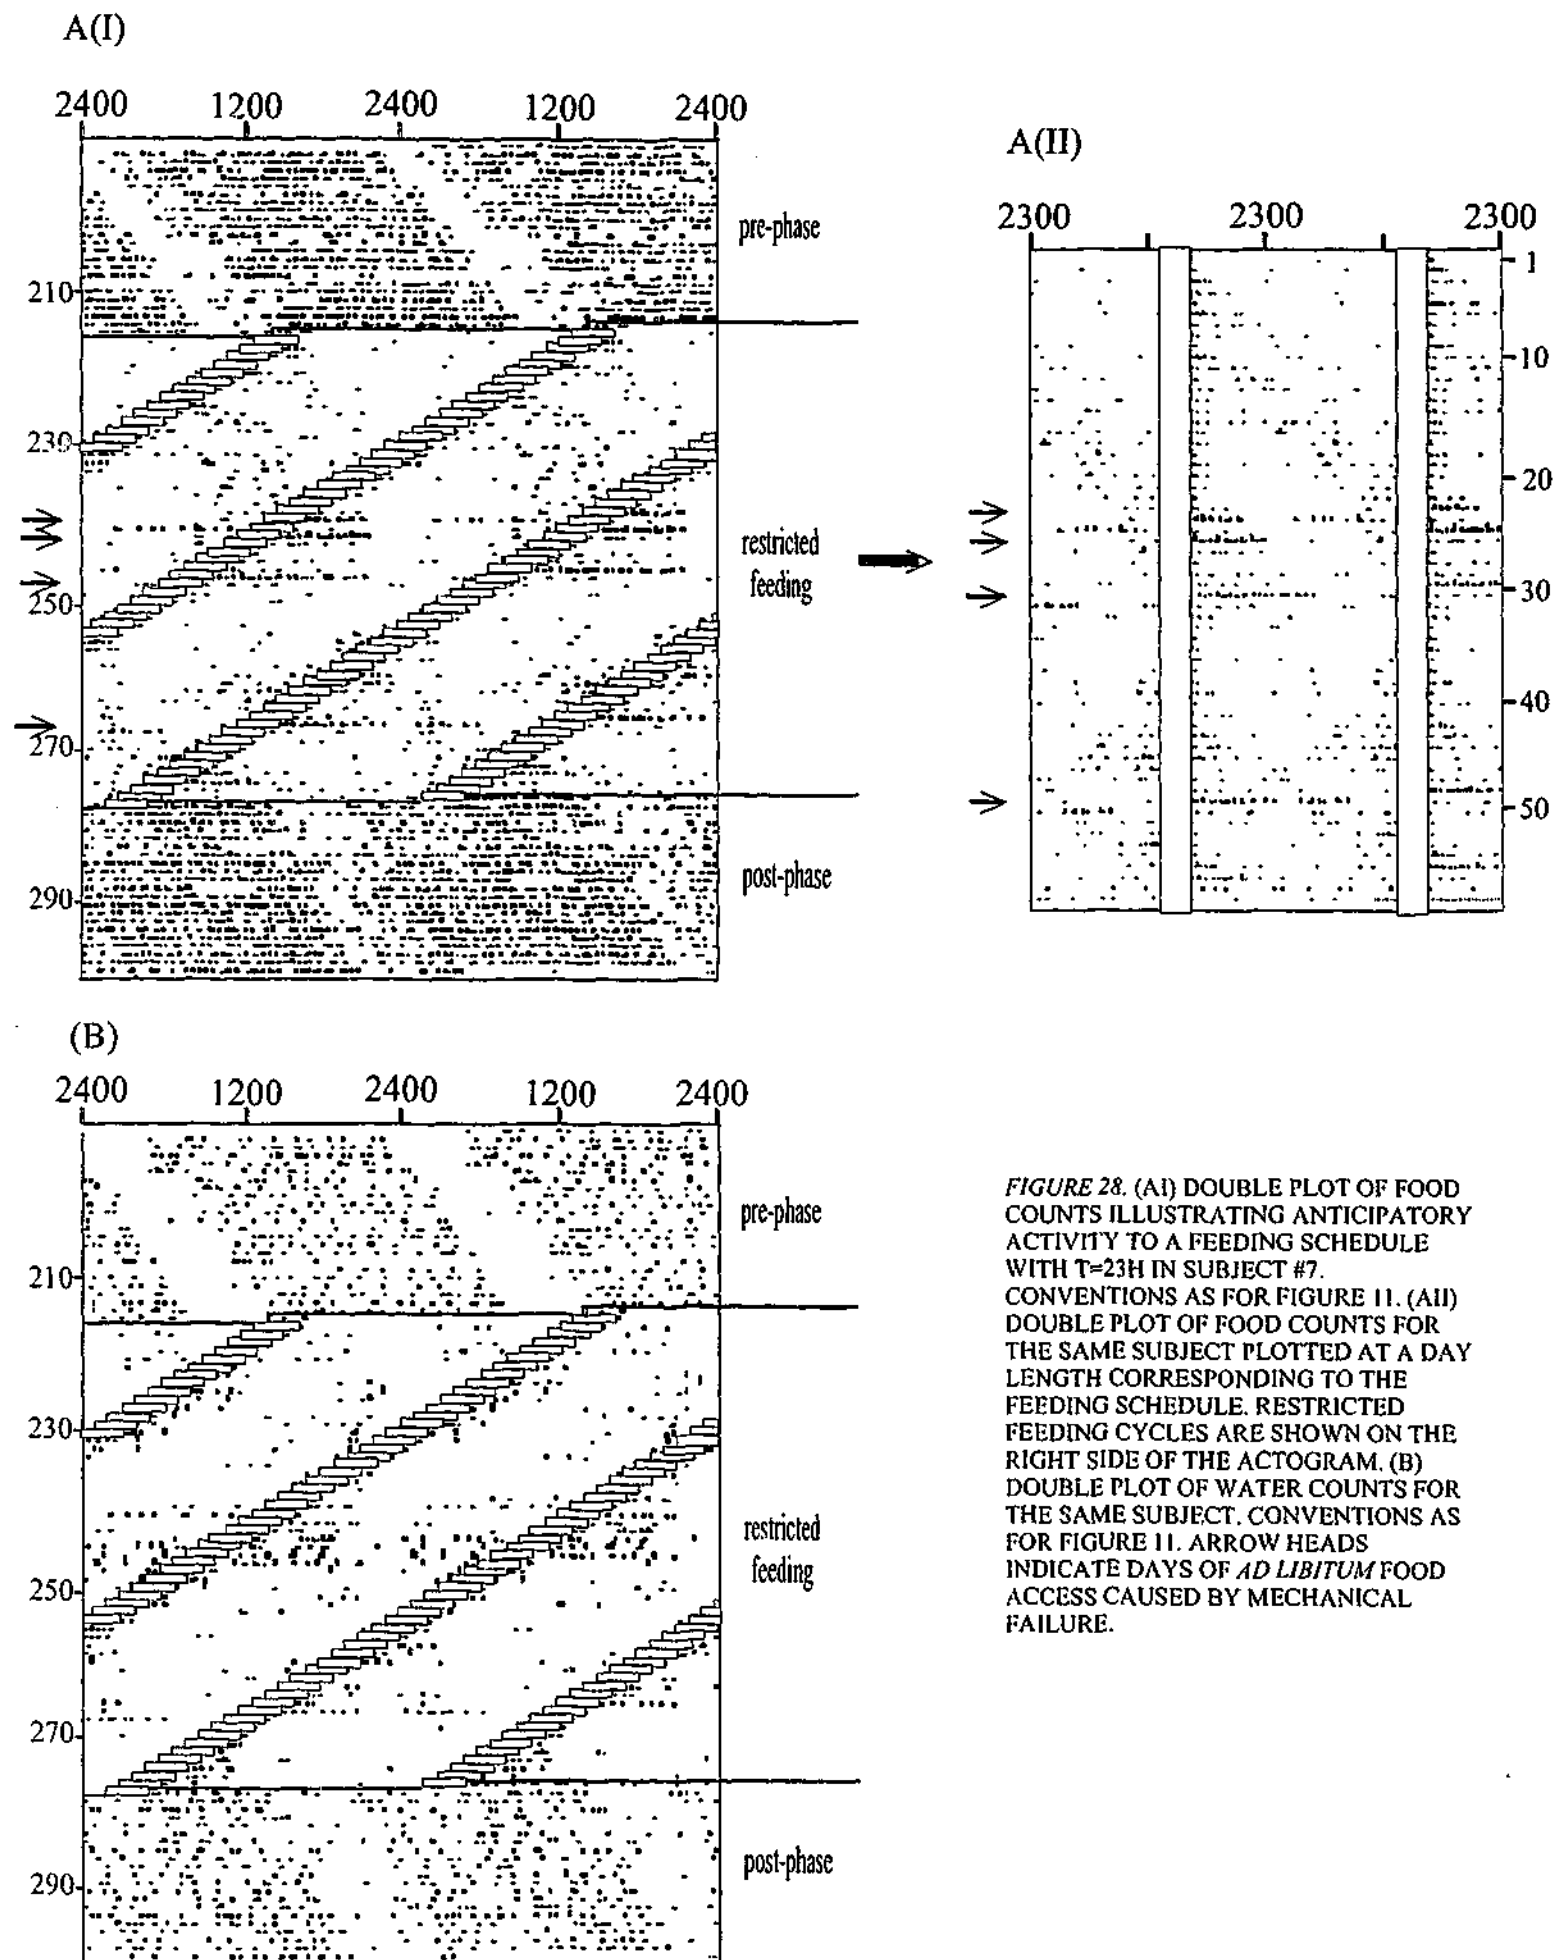 A(I)
2400 1200 2400 1200 2400
pre-phase
210
230
restricted
feeding
250
270
post-phase
290
A(II)
2300 2300 2300
1
10
20
30
40
50
(B)
2400 1200 2400 1200 2400
pre-phase
210
230
restricted
feeding
250
270
post-phase
290
FIGURE 28. (AI) DOUBLE PLOT OF FOOD
COUNTS ILLUSTRATING ANTICIPATORY
ACTIVITY TO A FEEDING SCHEDULE
WITH T=23H IN SUBJECT #7.
CONVENTIONS AS FOR FIGURE 11. (AII)
DOUBLE PLOT OF FOOD COUNTS FOR
THE SAME SUBJECT PLOTTED AT A DAY
LENGTH CORRESPONDING TO THE
FEEDING SCHEDULE. RESTRICTED
FEEDING CYCLES ARE SHOWN ON THE
RIGHT SIDE OF THE ACTOGRAM. (B)
DOUBLE PLOT OF WATER COUNTS FOR
THE SAME SUBJECT. CONVENTIONS AS
FOR FIGURE 11. ARROW HEADS
INDICATE DAYS OF AD LIBITUM FOOD
ACCESS CAUSED BY MECHANICAL
FAILURE.